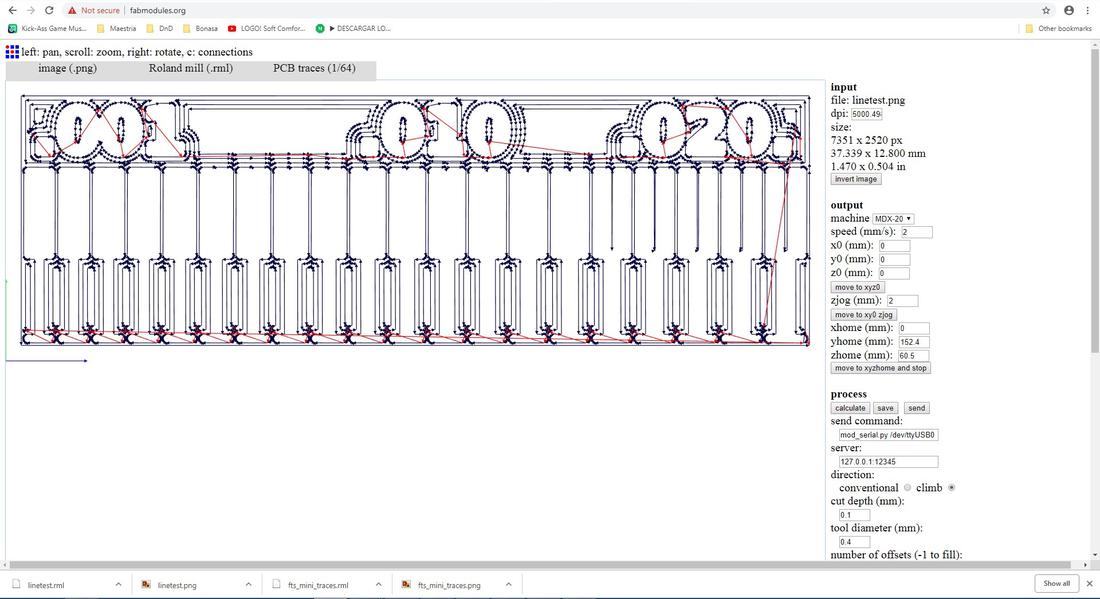 Not secure | fabmodules.org
Kick-Ass Game Mus... Maestria DnD Bonasa LOGO! Soft Comfor... ▶ DESCARGAR LO... Other bookmarks
left: pan, scroll: zoom, right: rotate, c: connections
image (.png) Roland mill (.rml) PCB traces (1/64)
input
file: linetest.png
dpi: 5000.49
size:
7351 x 2520 px
37.339 x 12.800 mm
1.470 x 0.504 in
invert image
output
machine MDX-20
speed (mm/s): 2
x0 (mm): 0
y0 (mm): 0
z0 (mm): 0
move to xyz0
zjog (mm): 2
move to xy0 zjog
xhome (mm): 0
yhome (mm): 152.4
zhome (mm): 60.5
move to xyzhome and stop
process
calculate save send
send command:
mod_serial.py /dev/ttyUSB0
server:
127.0.0.1:12345
direction:
conventional climb
cut depth (mm):
0.1
tool diameter (mm):
0.4
number of offsets (-1 to fill):
linetest.rml linetest.png fts_mini_traces.rml fts_mini_traces.png Show all